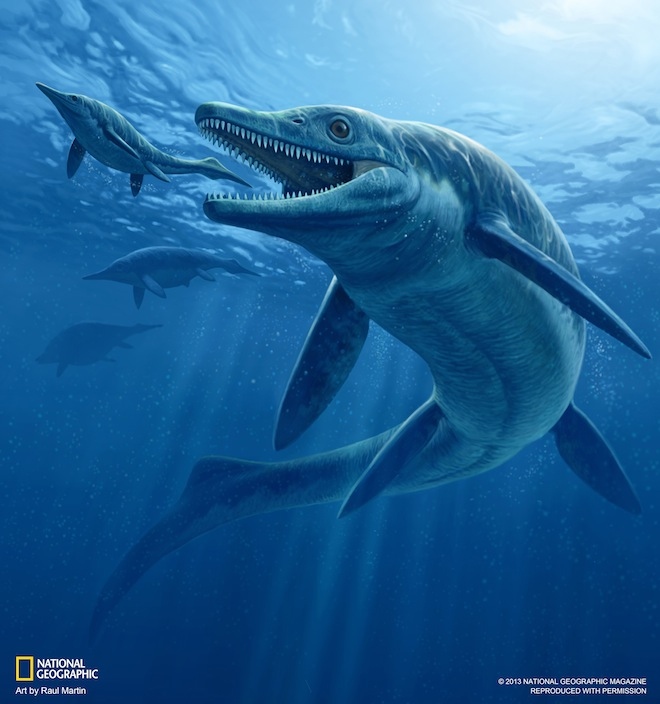 NATIONAL
GEOGRAPHIC
Art by Raul Martin
© 2013 NATIONAL GEOGRAPHIC MAGAZINE
REPRODUCED WITH PERMISSION